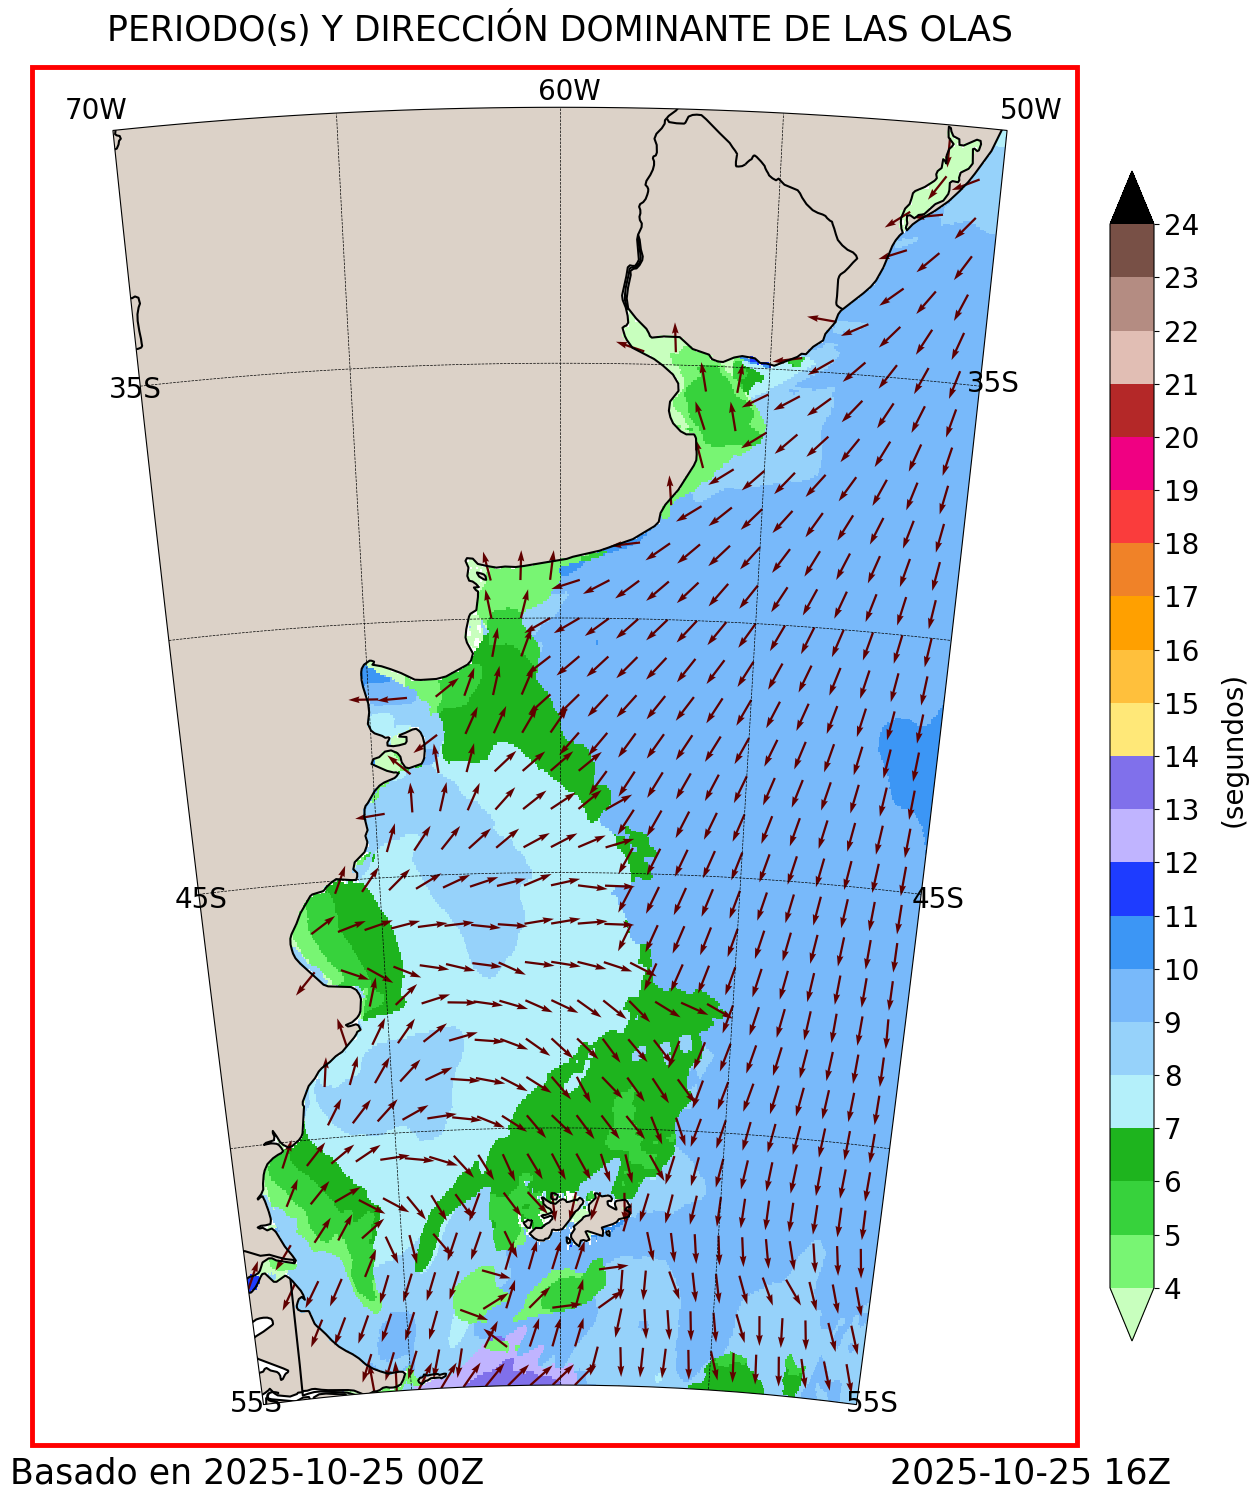 PERIODO(s) Y DIRECCIÓN DOMINANTE DE LAS OLAS
70W
60W
50W
35S
35S
45S
45S
55S
55S
24
23
22
21
20
19
18
17
16
15
14
13
12
11
10
9
8
7
6
5
4
(segundos)
Basado en 2025-10-25 00Z
2025-10-25 16Z